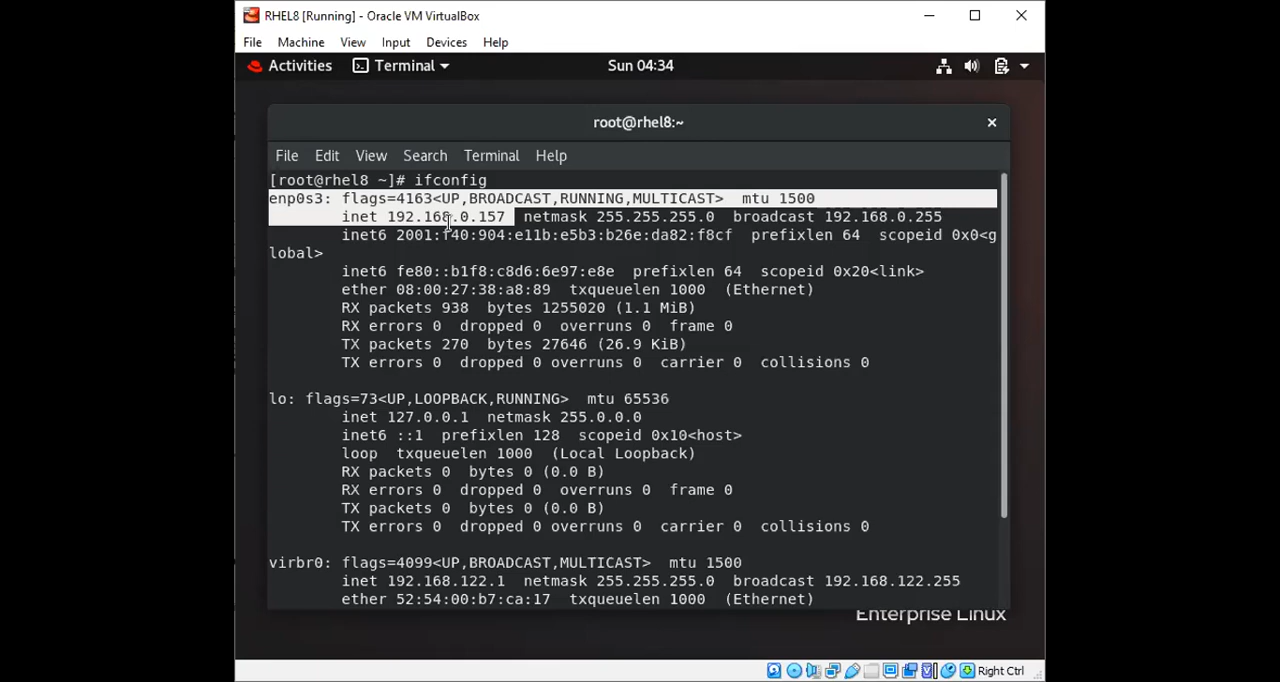 RHEL8 [Running] - Oracle VM VirtualBox
File Machine View Input Devices Help
Activities Terminal Sun 04:34
root@rhel8:~
File Edit View Search Terminal Help
[root@rhel8 ~]# ifconfig
enp0s3: flags=4163<UP,BROADCAST,RUNNING,MULTICAST> mtu 1500
inet 192.168.0.157 netmask 255.255.255.0 broadcast 192.168.0.255
inet6 2001:f40:904:e11b:e5b3:b26e:da82:f8cf prefixlen 64 scopeid 0x0<g
lobal>
inet6 fe80::b1f8:c8d6:6e97:e8e prefixlen 64 scopeid 0x20<link>
ether 08:00:27:38:a8:89 txqueuelen 1000 (Ethernet)
RX packets 938 bytes 1255020 (1.1 MiB)
RX errors 0 dropped 0 overruns 0 frame 0
TX packets 270 bytes 27646 (26.9 KiB)
TX errors 0 dropped 0 overruns 0 carrier 0 collisions 0
lo: flags=73<UP,LOOPBACK,RUNNING> mtu 65536
inet 127.0.0.1 netmask 255.0.0.0
inet6 ::1 prefixlen 128 scopeid 0x10<host>
loop txqueuelen 1000 (Local Loopback)
RX packets 0 bytes 0 (0.0 B)
RX errors 0 dropped 0 overruns 0 frame 0
TX packets 0 bytes 0 (0.0 B)
TX errors 0 dropped 0 overruns 0 carrier 0 collisions 0
virbr0: flags=4099<UP,BROADCAST,MULTICAST> mtu 1500
inet 192.168.122.1 netmask 255.255.255.0 broadcast 192.168.122.255
ether 52:54:00:b7:ca:17 txqueuelen 1000 (Ethernet)
Enterprise Linux
Right Ctrl